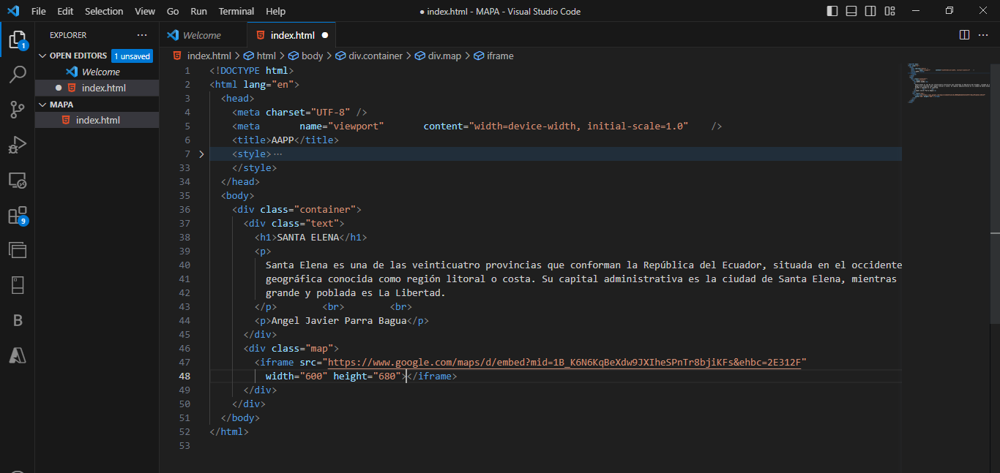 File Edit Selection View Go Run Terminal Help ● index.html - MAPA - Visual Studio Code
EXPLORER ···
OPEN EDITORS 1 unsaved
Welcome
index.html
MAPA
index.html
1
9
B
Welcome index.html
index.html > html > body > div.container > div.map > iframe
1 <!DOCTYPE html>
2 <html lang="en">
3 <head>
4 <meta charset="UTF-8" />
5 <meta name="viewport" content="width=device-width, initial-scale=1.0" />
6 <title>AAPP</title>
7 <style>···
33 </style>
34 </head>
35 <body>
36 <div class="container">
37 <div class="text">
38 <h1>SANTA ELENA</h1>
39 <p>
40 Santa Elena es una de las veinticuatro provincias que conforman la República del Ecuador, situada en el occidente
41 geográfica conocida como región litoral o costa. Su capital administrativa es la ciudad de Santa Elena, mientras
42 grande y poblada es La Libertad.
43 </p> <br> <br>
44 <p>Angel Javier Parra Bagua</p>
45 </div>
46 <div class="map">
47 <iframe src="https://www.google.com/maps/d/embed?mid=1B_K6N6KqBeXdw9JXIheSPnTr8bjiKFs&ehbc=2E312F"
48 width="600" height="680"></iframe>
49 </div>
50 </div>
51 </body>
52 </html>
53